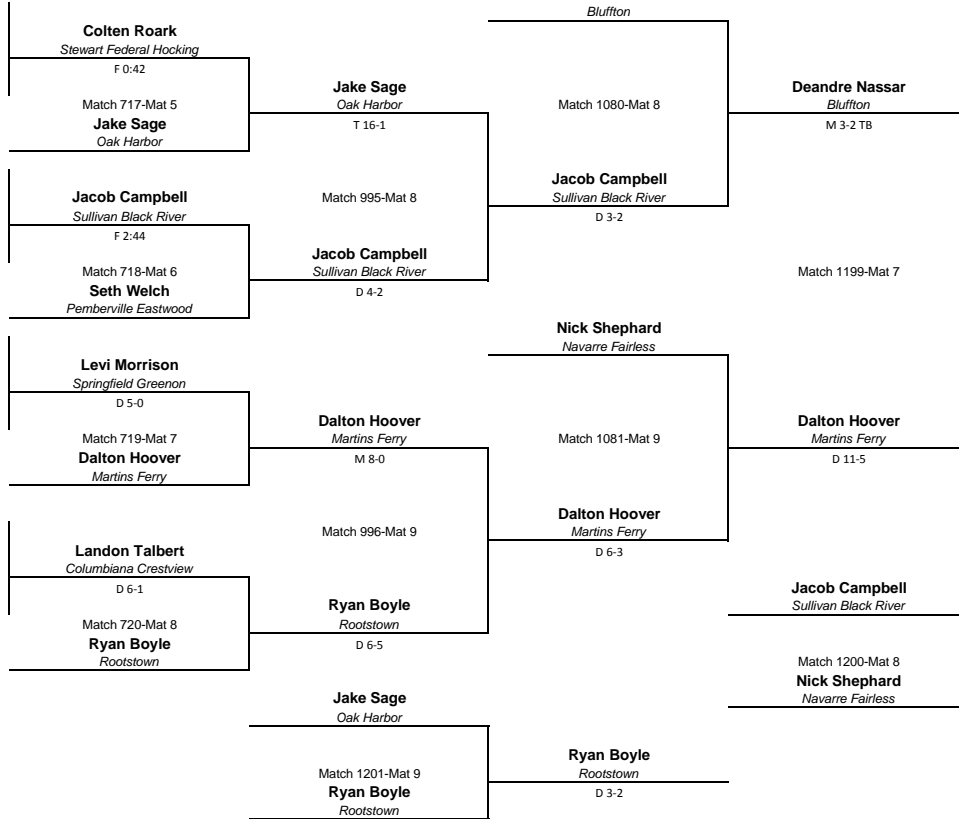 Colten Roark
Stewart Federal Hocking
F 0:42
Match 717-Mat 5
Jake Sage
Oak Harbor
Jacob Campbell
Sullivan Black River
F 2:44
Match 718-Mat 6
Seth Welch
Pemberville Eastwood
Levi Morrison
Springfield Greenon
D 5-0
Match 719-Mat 7
Dalton Hoover
Martins Ferry
Landon Talbert
Columbiana Crestview
D 6-1
Match 720-Mat 8
Ryan Boyle
Rootstown
Jake Sage
Oak Harbor
T 16-1
Match 995-Mat 8
Jacob Campbell
Sullivan Black River
D 4-2
Dalton Hoover
Martins Ferry
M 8-0
Match 996-Mat 9
Ryan Boyle
Rootstown
D 6-5
Jake Sage
Oak Harbor
Match 1201-Mat 9
Ryan Boyle
Rootstown
Bluffton
Match 1080-Mat 8
Jacob Campbell
Sullivan Black River
D 3-2
Nick Shephard
Navarre Fairless
Match 1081-Mat 9
Dalton Hoover
Martins Ferry
D 6-3
Ryan Boyle
Rootstown
D 3-2
Deandre Nassar
Bluffton
M 3-2 TB
Match 1199-Mat 7
Dalton Hoover
Martins Ferry
D 11-5
Jacob Campbell
Sullivan Black River
Match 1200-Mat 8
Nick Shephard
Navarre Fairless